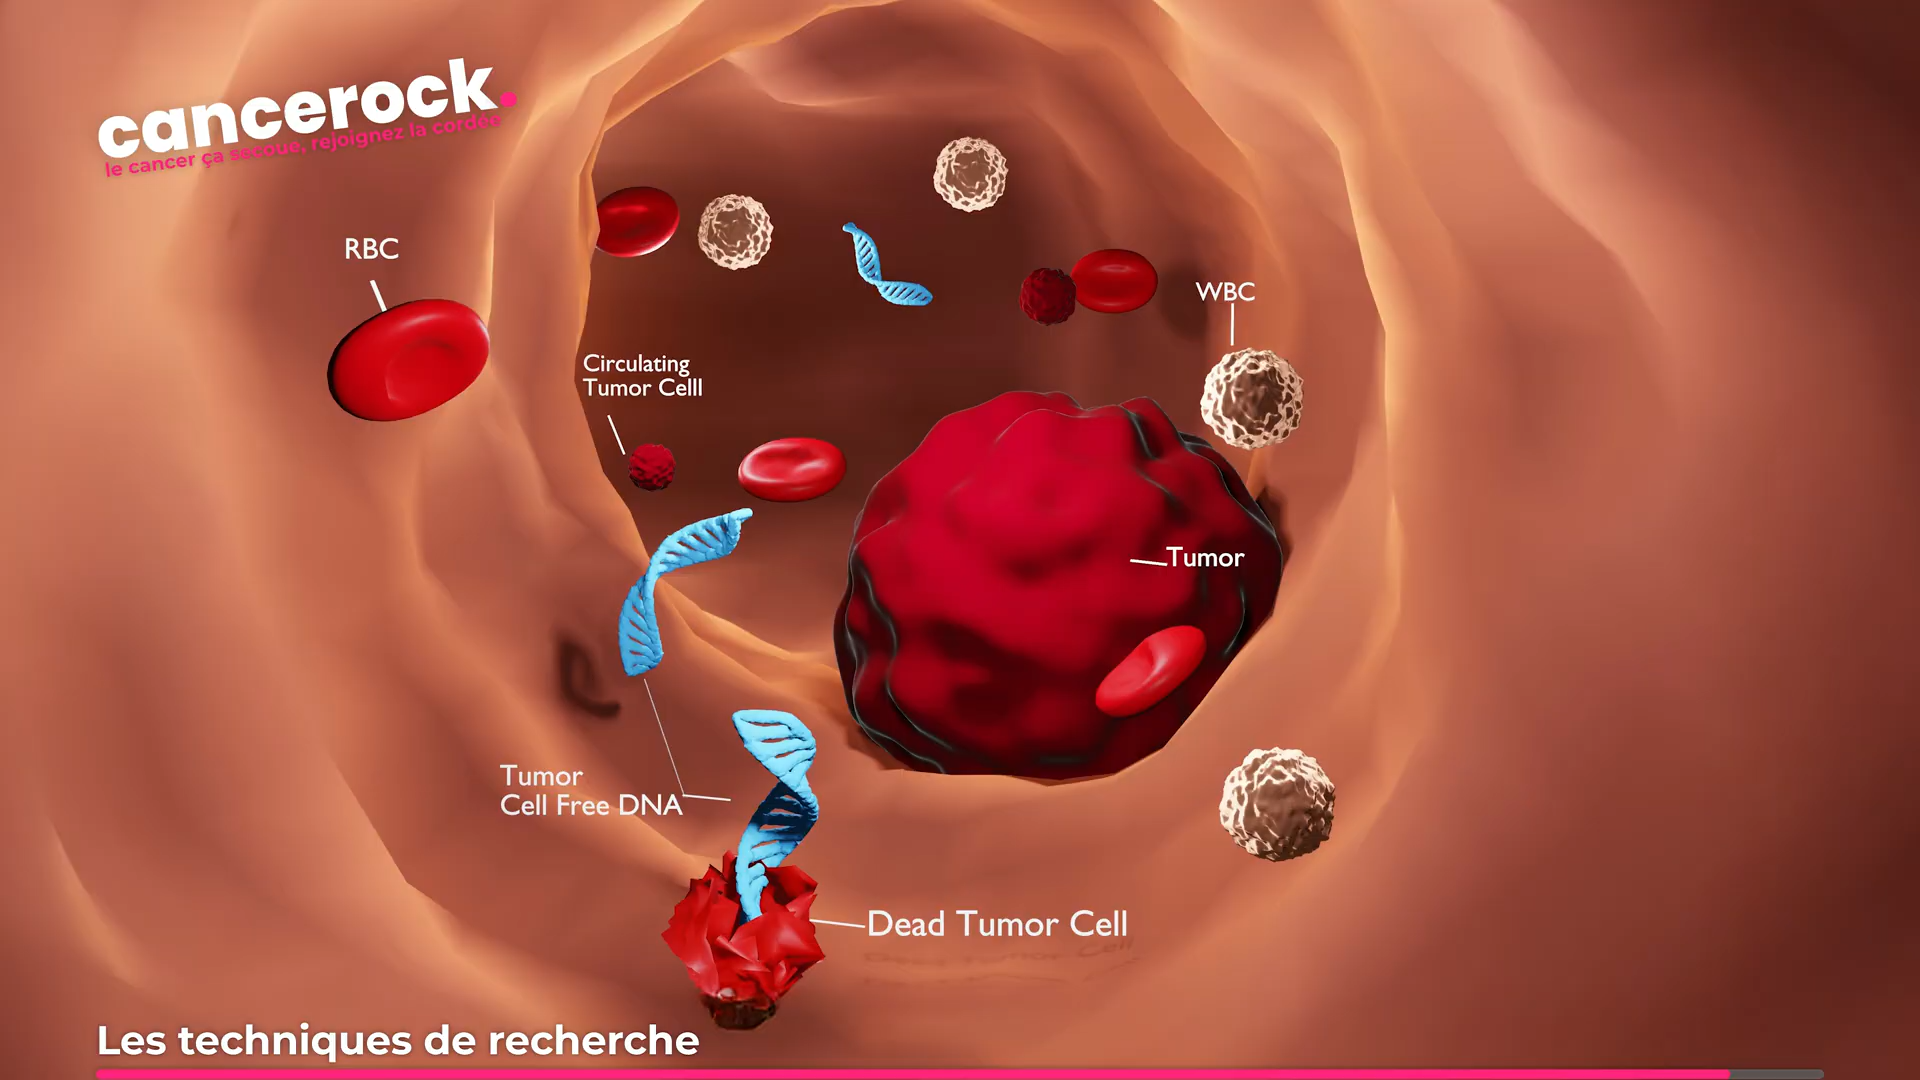 cancerock.
le cancer ça secoue, rejoignez la cordée
RBC
WBC
Circulating
Tumor Celll
Tumor
Tumor
Cell Free DNA
Dead Tumor Cell
Les techniques de recherche